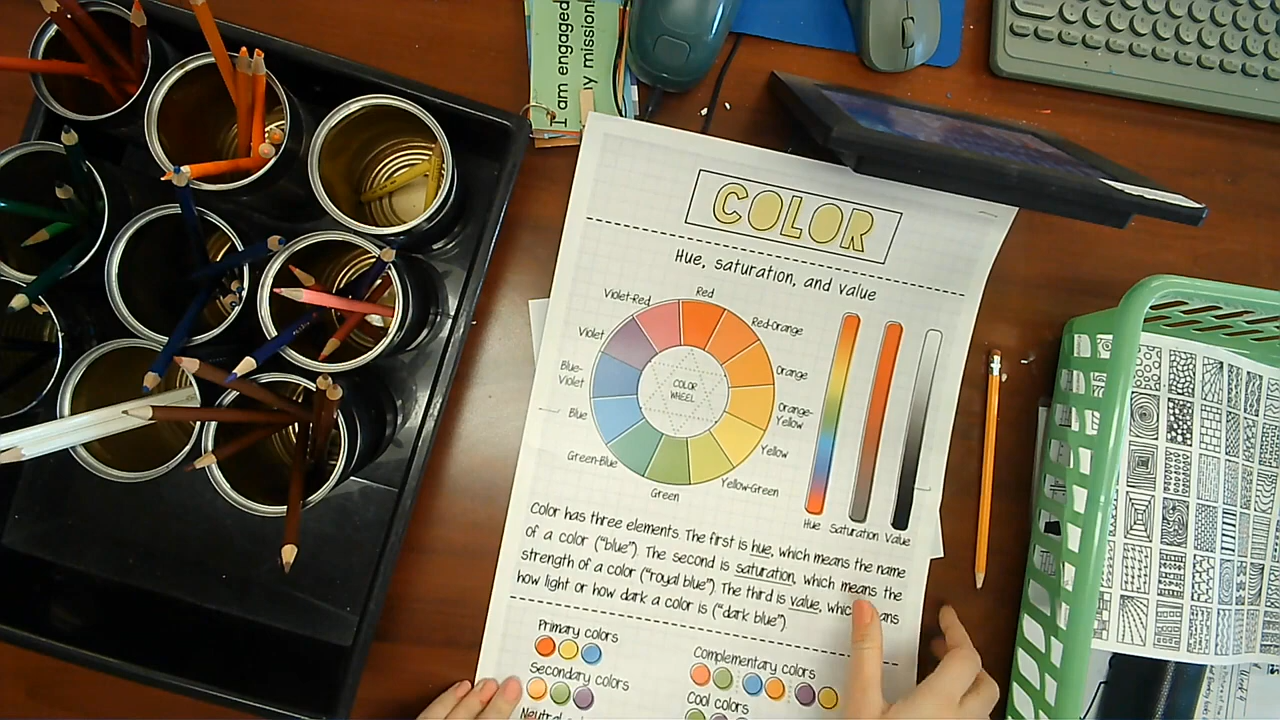 I am engaged
y mission!
COLOR
Hue, saturation, and value
Violet-Red
Red
Red-Orange
Violet
Orange
Blue-
Violet
COLOR
WHEEL
Orange-
Yellow
Blue
Yellow
Green-Blue
Yellow-Green
Green
Hue Saturation Value
Color has three elements. The first is hue, which means the name
of a color ("blue"). The second is saturation, which means the
strength of a color ("royal blue"). The third is value, whic ans
how light or how dark a color is ("dark blue")
Primary colors
Complementary colors
Secondary colors
Cool colors
Neutral